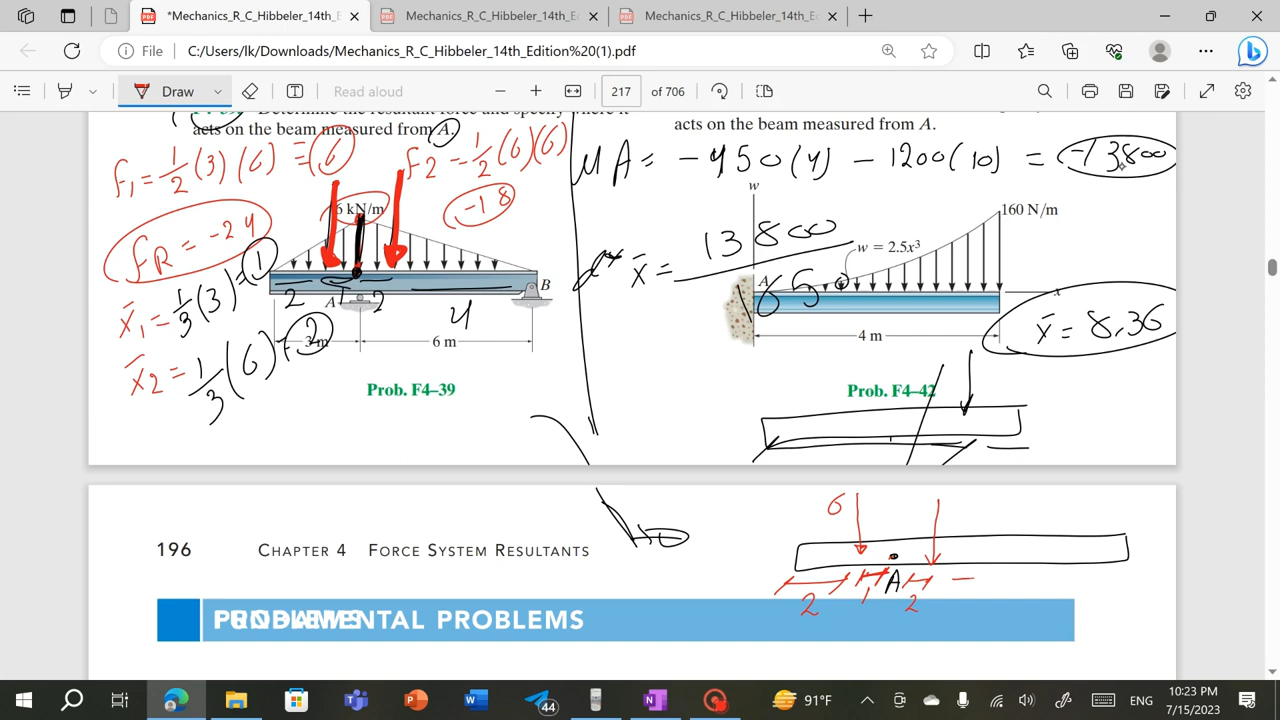 *Mechanics_R_C_Hibbeler_14th_E
Mechanics_R_C_Hibbeler_14th_Ed
Mechanics_R_C_Hibbeler_14th_Ed
File
C:/Users/lk/Downloads/Mechanics_R_C_Hibbeler_14th_Edition%20(1).pdf
Draw
Read aloud
217 of 706
acts on the beam measured from A.
f1 = 1/2 (3) (6) = 6
f2 = 1/2 (6)(6)
-18
6 kN/m
fR = -24
x̄1 = 1/3 (3) = 1
x̄2 = 1/3 (6) = 2
2 1 2 4
A
B
3 m
6 m
Prob. F4–39
acts on the beam measured from A.
MA = -450(4) - 1200(10) = -13800
w
160 N/m
x̄ = 13800
1650
w = 2.5x³
A
x
4 m
x̄ = 8.36
Prob. F4–42
196 CHAPTER 4 FORCE SYSTEM RESULTANTS
6
A
2 1 2
FUNDAMENTAL PROBLEMS
44
91°F
ENG
10:23 PM
7/15/2023